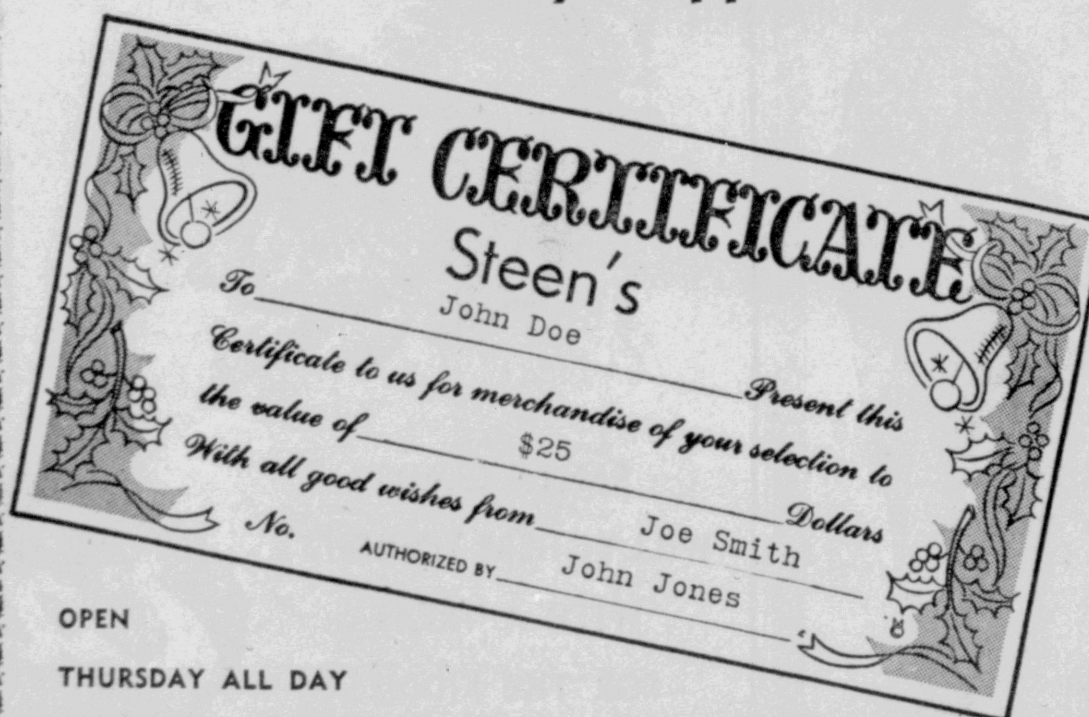 GIFT CERTIFICATE
Steen's
To John Doe Present this
Certificate to us for merchandise of your selection to
the value of $25 Dollars
With all good wishes from Joe Smith
No. AUTHORIZED BY John Jones
OPEN
THURSDAY ALL DAY